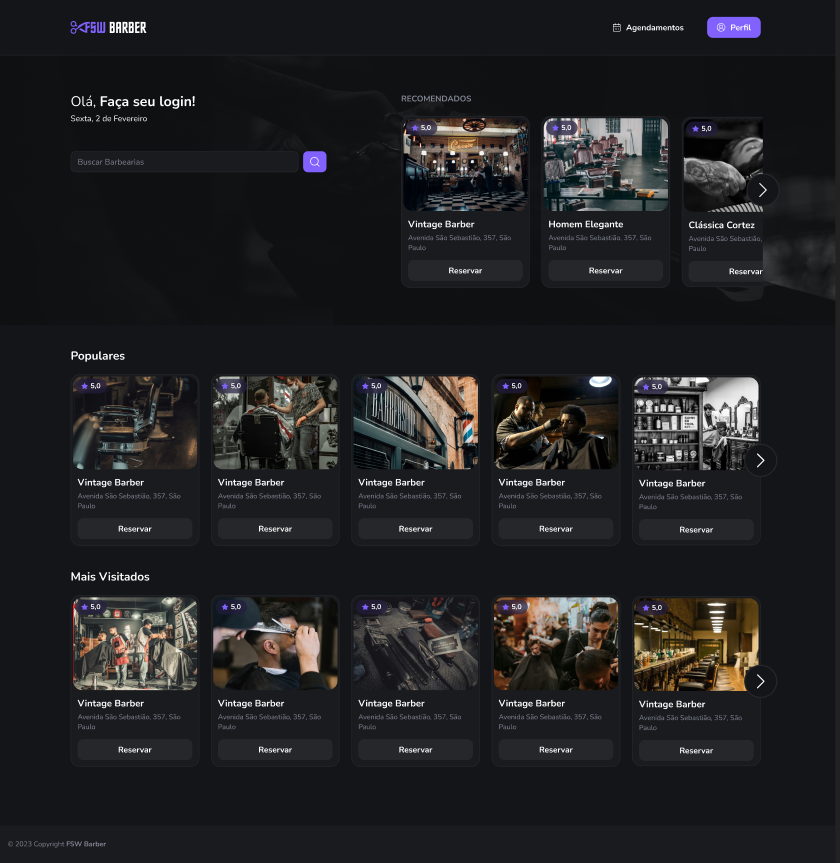 FSW BARBER
Agendamentos
Perfil
Olá, Faça seu login!
Sexta, 2 de Fevereiro
Buscar Barbearias
RECOMENDADOS
5,0
Vintage Barber
Avenida São Sebastião, 357, São
Paulo
Reservar
5,0
Homem Elegante
Avenida São Sebastião, 357, São
Paulo
Reservar
5,0
Clássica Cortez
Avenida São Sebastião,
Paulo
Reservar
Populares
5,0
Vintage Barber
Avenida São Sebastião, 357, São
Paulo
Reservar
5,0
Vintage Barber
Avenida São Sebastião, 357, São
Paulo
Reservar
5,0
Vintage Barber
Avenida São Sebastião, 357, São
Paulo
Reservar
5,0
Vintage Barber
Avenida São Sebastião, 357, São
Paulo
Reservar
5,0
Vintage Barber
Avenida São Sebastião, 357, São
Paulo
Reservar
Mais Visitados
5,0
Vintage Barber
Avenida São Sebastião, 357, São
Paulo
Reservar
5,0
Vintage Barber
Avenida São Sebastião, 357, São
Paulo
Reservar
5,0
Vintage Barber
Avenida São Sebastião, 357, São
Paulo
Reservar
5,0
Vintage Barber
Avenida São Sebastião, 357, São
Paulo
Reservar
5,0
Vintage Barber
Avenida São Sebastião, 357, São
Paulo
Reservar
© 2023 Copyright FSW Barber